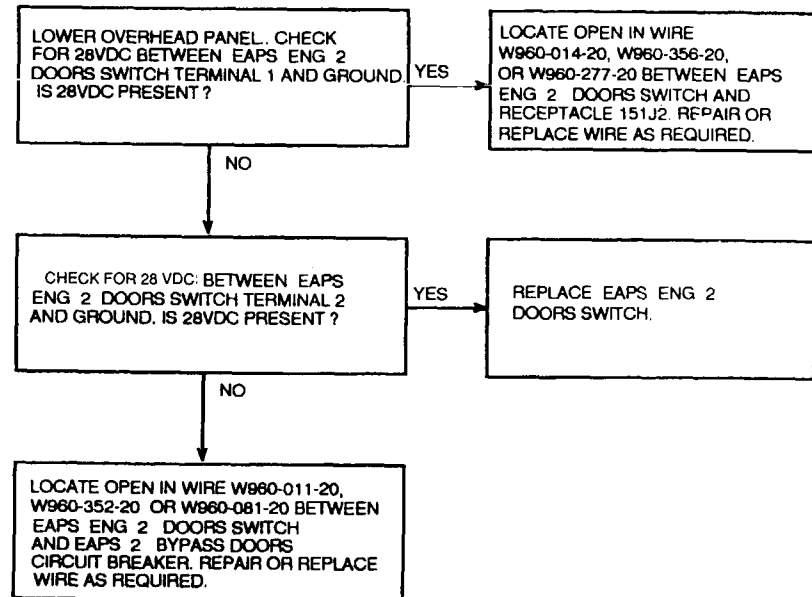 LOWER OVERHEAD PANEL. CHECK
FOR 28VDC BETWEEN EAPS ENG 2
DOORS SWITCH TERMINAL 1 AND GROUND.
IS 28VDC PRESENT ?
YES
LOCATE OPEN IN WIRE
W960-014-20, W960-356-20,
OR W960-277-20 BETWEEN EAPS
ENG 2 DOORS SWITCH AND
RECEPTACLE 151J2. REPAIR OR
REPLACE WIRE AS REQUIRED.
NO
CHECK FOR 28 VDC: BETWEEN EAPS
ENG 2 DOORS SWITCH TERMINAL 2
AND GROUND. IS 28VDC PRESENT ?
YES
REPLACE EAPS ENG 2
DOORS SWITCH.
NO
LOCATE OPEN IN WIRE W960-011-20,
W960-352-20 OR W960-081-20 BETWEEN
EAPS ENG 2 DOORS SWITCH
AND EAPS 2 BYPASS DOORS
CIRCUIT BREAKER. REPAIR OR REPLACE
WIRE AS REQUIRED.